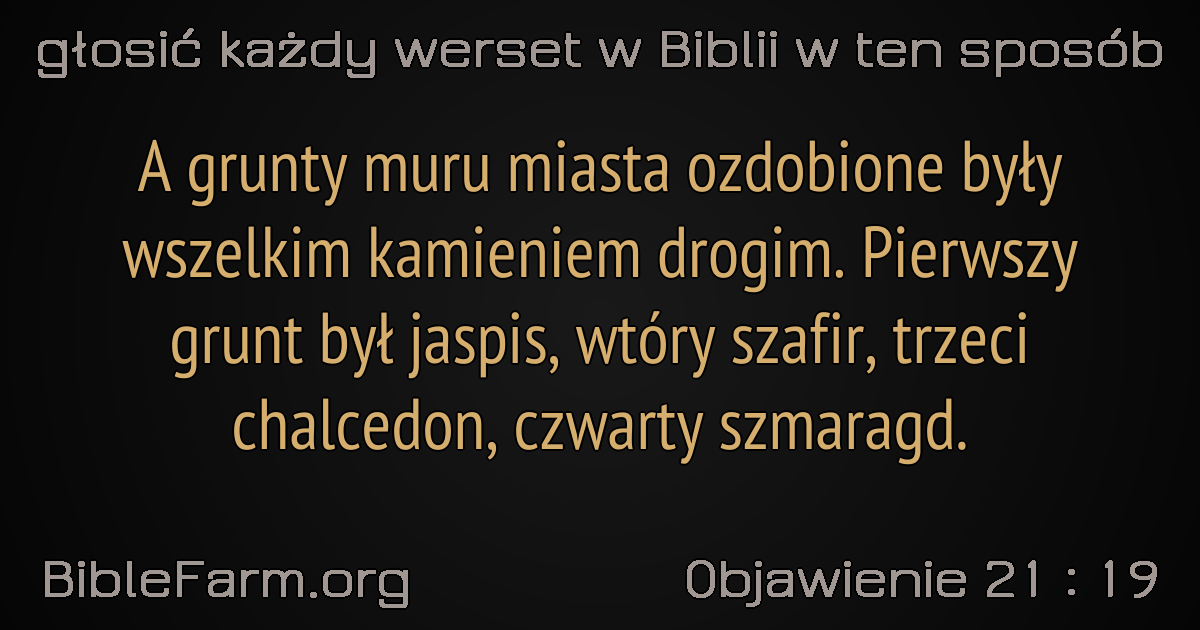 głosić każdy werset w Biblii w ten sposób
A grunty muru miasta ozdobione były
wszelkim kamieniem drogim. Pierwszy
grunt był jaspis, wtóry szafir, trzeci
chalcedon, czwarty szmaragd.
BibleFarm.org
Objawienie 21 : 19